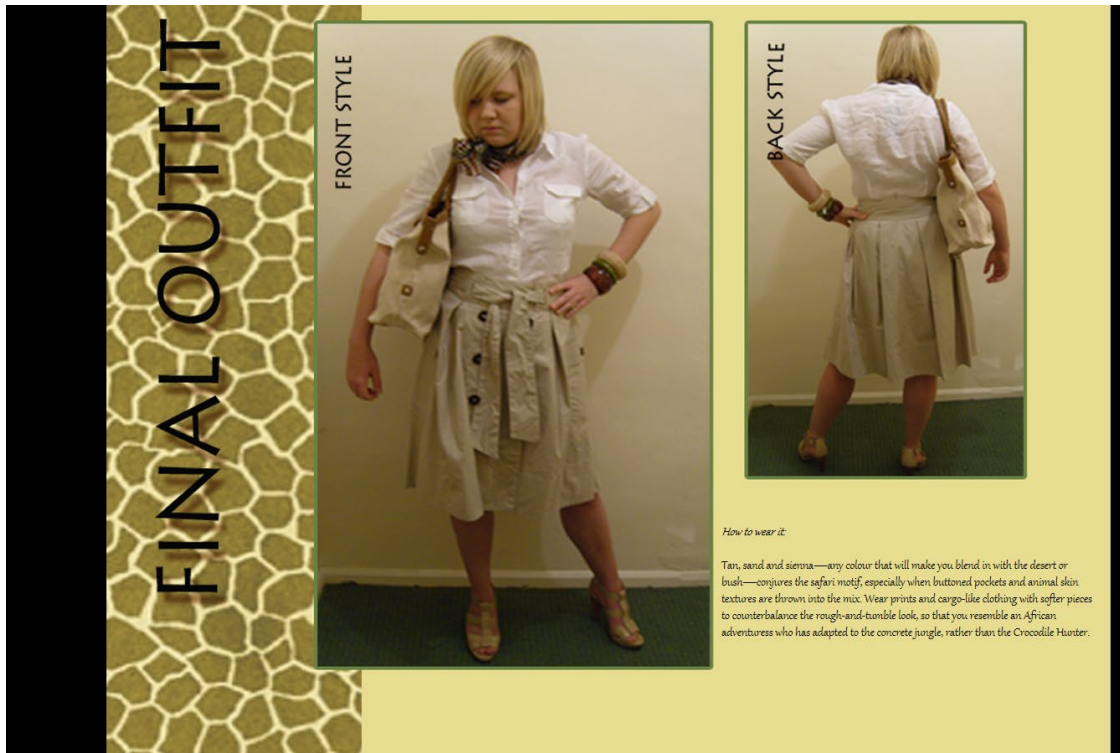 FINAL OUTFIT
FRONT STYLE
BACK STYLE
How to wear it:
Tan, sand and sienna—any colour that will make you blend in with the desert or
bush—conjures the safari motif, especially when buttoned pockets and animal skin
textures are thrown into the mix. Wear prints and cargo-like clothing with softer pieces
to counterbalance the rough-and-tumble look, so that you resemble an African
adventuress who has adapted to the concrete jungle, rather than the Crocodile Hunter.